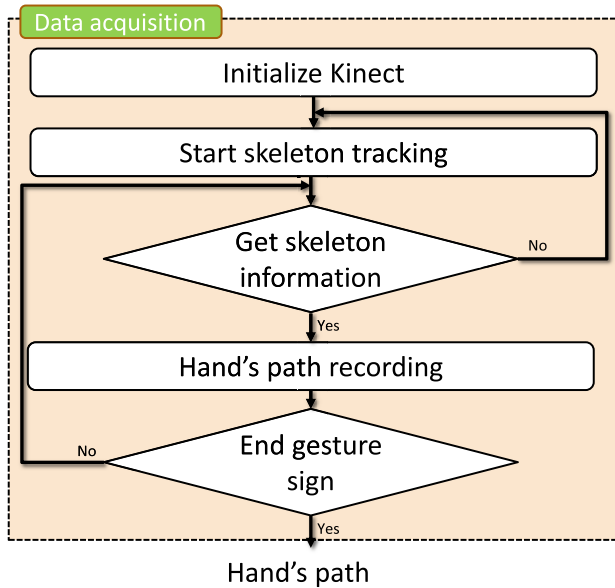 Data acquisition
Initialize Kinect
Start skeleton tracking
Get skeleton
information
No
Yes
Hand's path recording
End gesture
sign
No
Yes
Hand's path